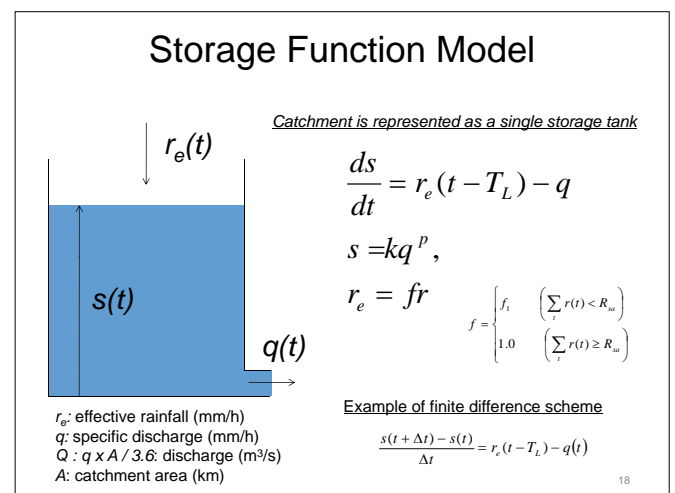 Storage Function Model
Catchment is represented as a single storage tank
r_e(t)
s(t)
q(t)
ds/dt = r_e(t − T_L) − q
s =kq^p,
r_e = fr
f = { f_1 (∑_t r(t) < R_sa)
1.0 (∑_t r(t) ≥ R_sa)
r_e: effective rainfall (mm/h)
q: specific discharge (mm/h)
Q : q x A / 3.6: discharge (m³/s)
A: catchment area (km)
Example of finite difference scheme
(s(t + Δt) − s(t))/Δt = r_e(t − T_L) − q(t)
18